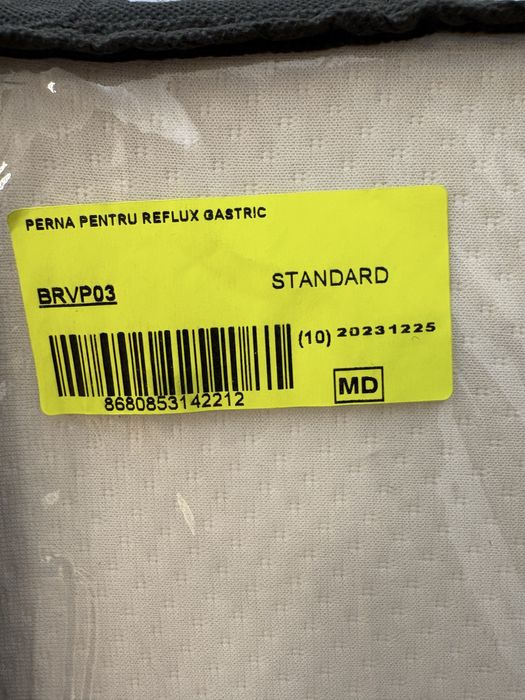 PERNA PENTRU REFLUX GASTRIC
BRVP03 STANDARD
(10) 20231225
8680853142212
MD